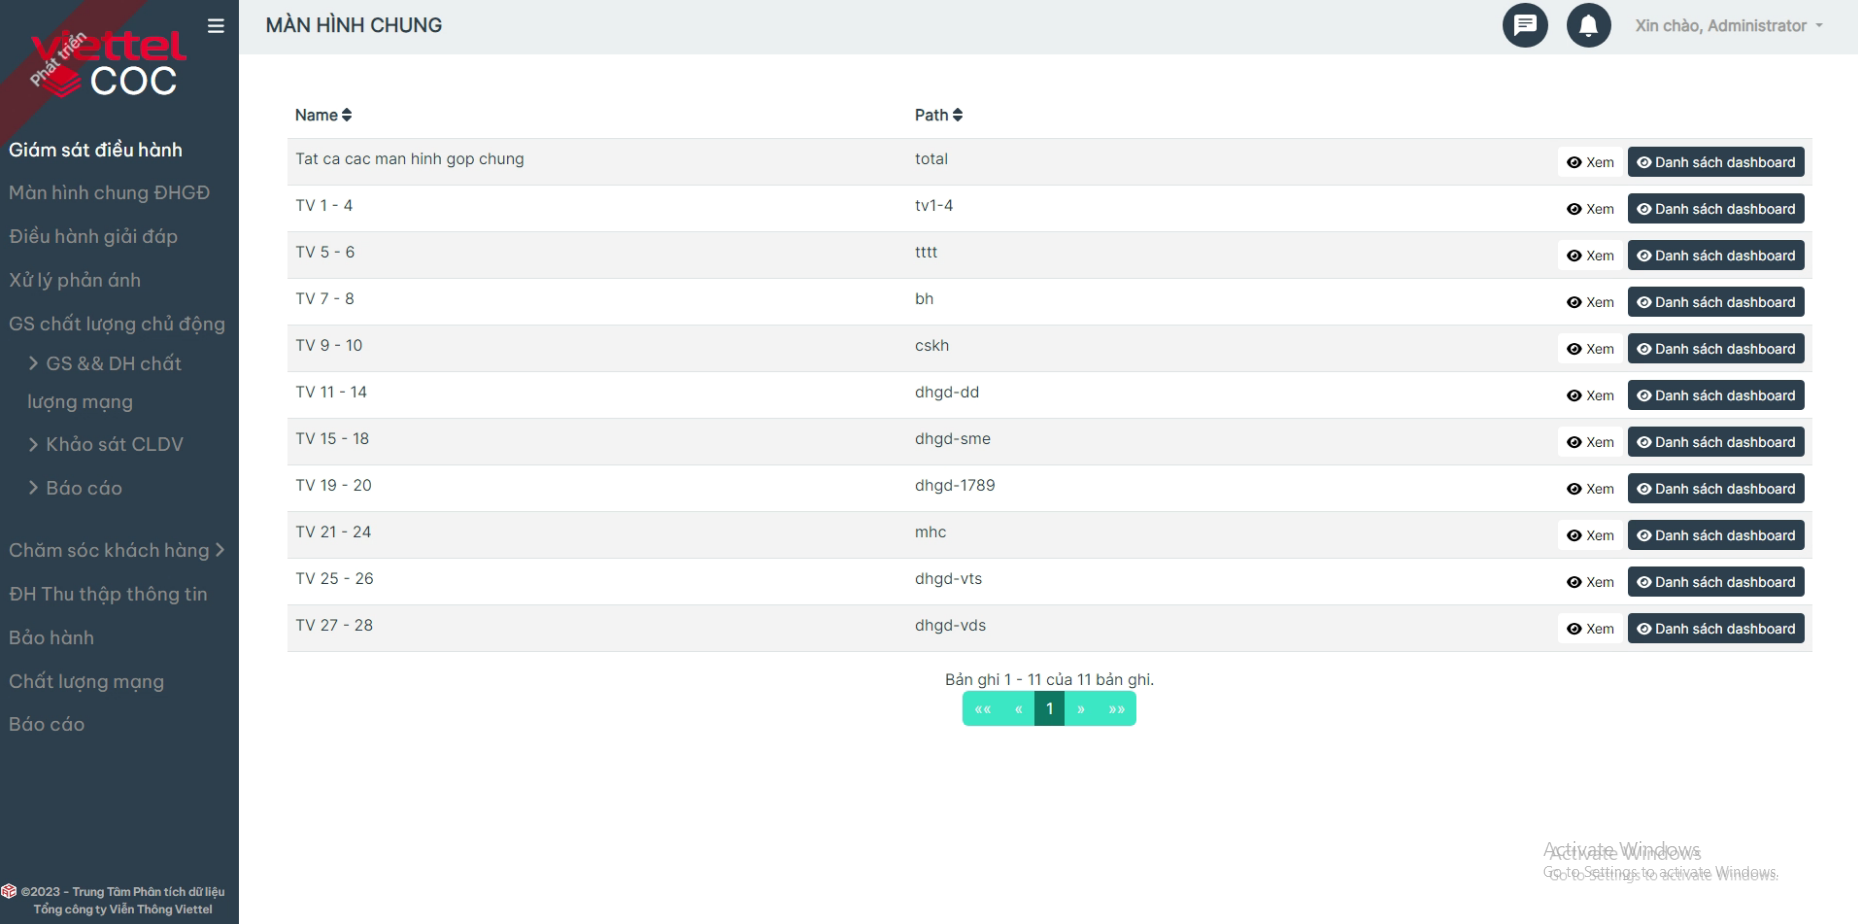 viettel
COC
Phát triển
MÀN HÌNH CHUNG
Xin chào, Administrator
Giám sát điều hành
Màn hình chung ĐHGĐ
Điều hành giải đáp
Xử lý phản ánh
GS chất lượng chủ động
GS && DH chất
lượng mạng
Khảo sát CLDV
Báo cáo
Chăm sóc khách hàng
ĐH Thu thập thông tin
Bảo hành
Chất lượng mạng
Báo cáo
©2023 - Trung Tâm Phân tích dữ liệu
Tổng công ty Viễn Thông Viettel
Name Path
Tat ca cac man hinh gop chung total Xem Danh sách dashboard
TV 1 - 4 tv1-4 Xem Danh sách dashboard
TV 5 - 6 tttt Xem Danh sách dashboard
TV 7 - 8 bh Xem Danh sách dashboard
TV 9 - 10 cskh Xem Danh sách dashboard
TV 11 - 14 dhgd-dd Xem Danh sách dashboard
TV 15 - 18 dhgd-sme Xem Danh sách dashboard
TV 19 - 20 dhgd-1789 Xem Danh sách dashboard
TV 21 - 24 mhc Xem Danh sách dashboard
TV 25 - 26 dhgd-vts Xem Danh sách dashboard
TV 27 - 28 dhgd-vds Xem Danh sách dashboard
Bản ghi 1 - 11 của 11 bản ghi.
«« « 1 » »»
Activate Windows
Go to Settings to activate Windows.